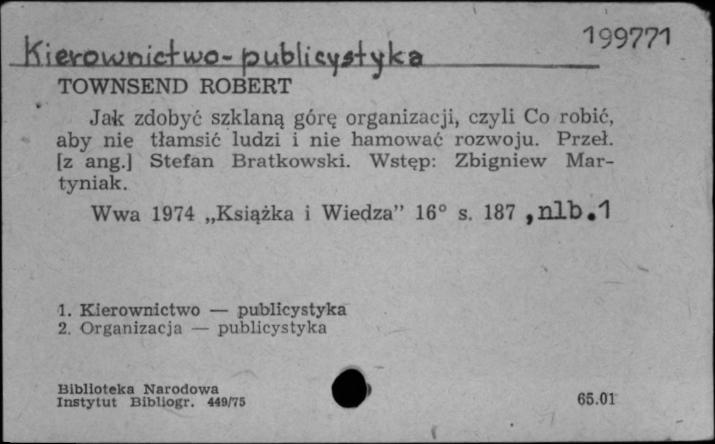 199771
Kierownictwo-publicystyka
TOWNSEND ROBERT
Jak zdobyć szklaną górę organizacji, czyli Co robić,
aby nie tłamsić ludzi i nie hamować rozwoju. Przeł.
[z ang.] Stefan Bratkowski. Wstęp: Zbigniew Mar-
tyniak.
Wwa 1974 „Książka i Wiedza” 16° s. 187 , nlb.1
1. Kierownictwo — publicystyka
2. Organizacja — publicystyka
Biblioteka Narodowa
Instytut Bibliogr. 449/75
65.01